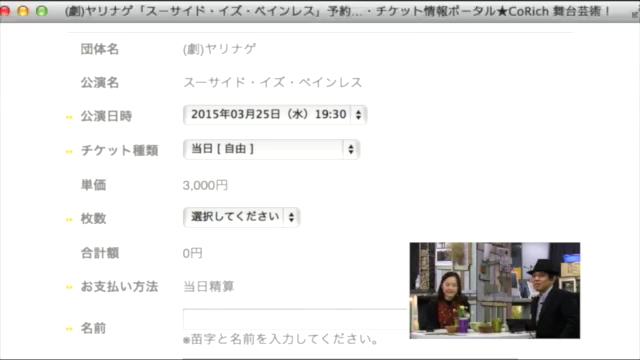 (劇)ヤリナゲ「スーサイド・イズ・ペインレス」予約... ・チケット情報ポータル★CoRich 舞台芸術！
団体名 (劇)ヤリナゲ
公演名 スーサイド・イズ・ペインレス
公演日時 2015年03月25日（水）19:30
チケット種類 当日 [ 自由 ]
単価 3,000円
枚数 選択してください
合計額 0円
お支払い方法 当日精算
名前
※苗字と名前を入力してください。